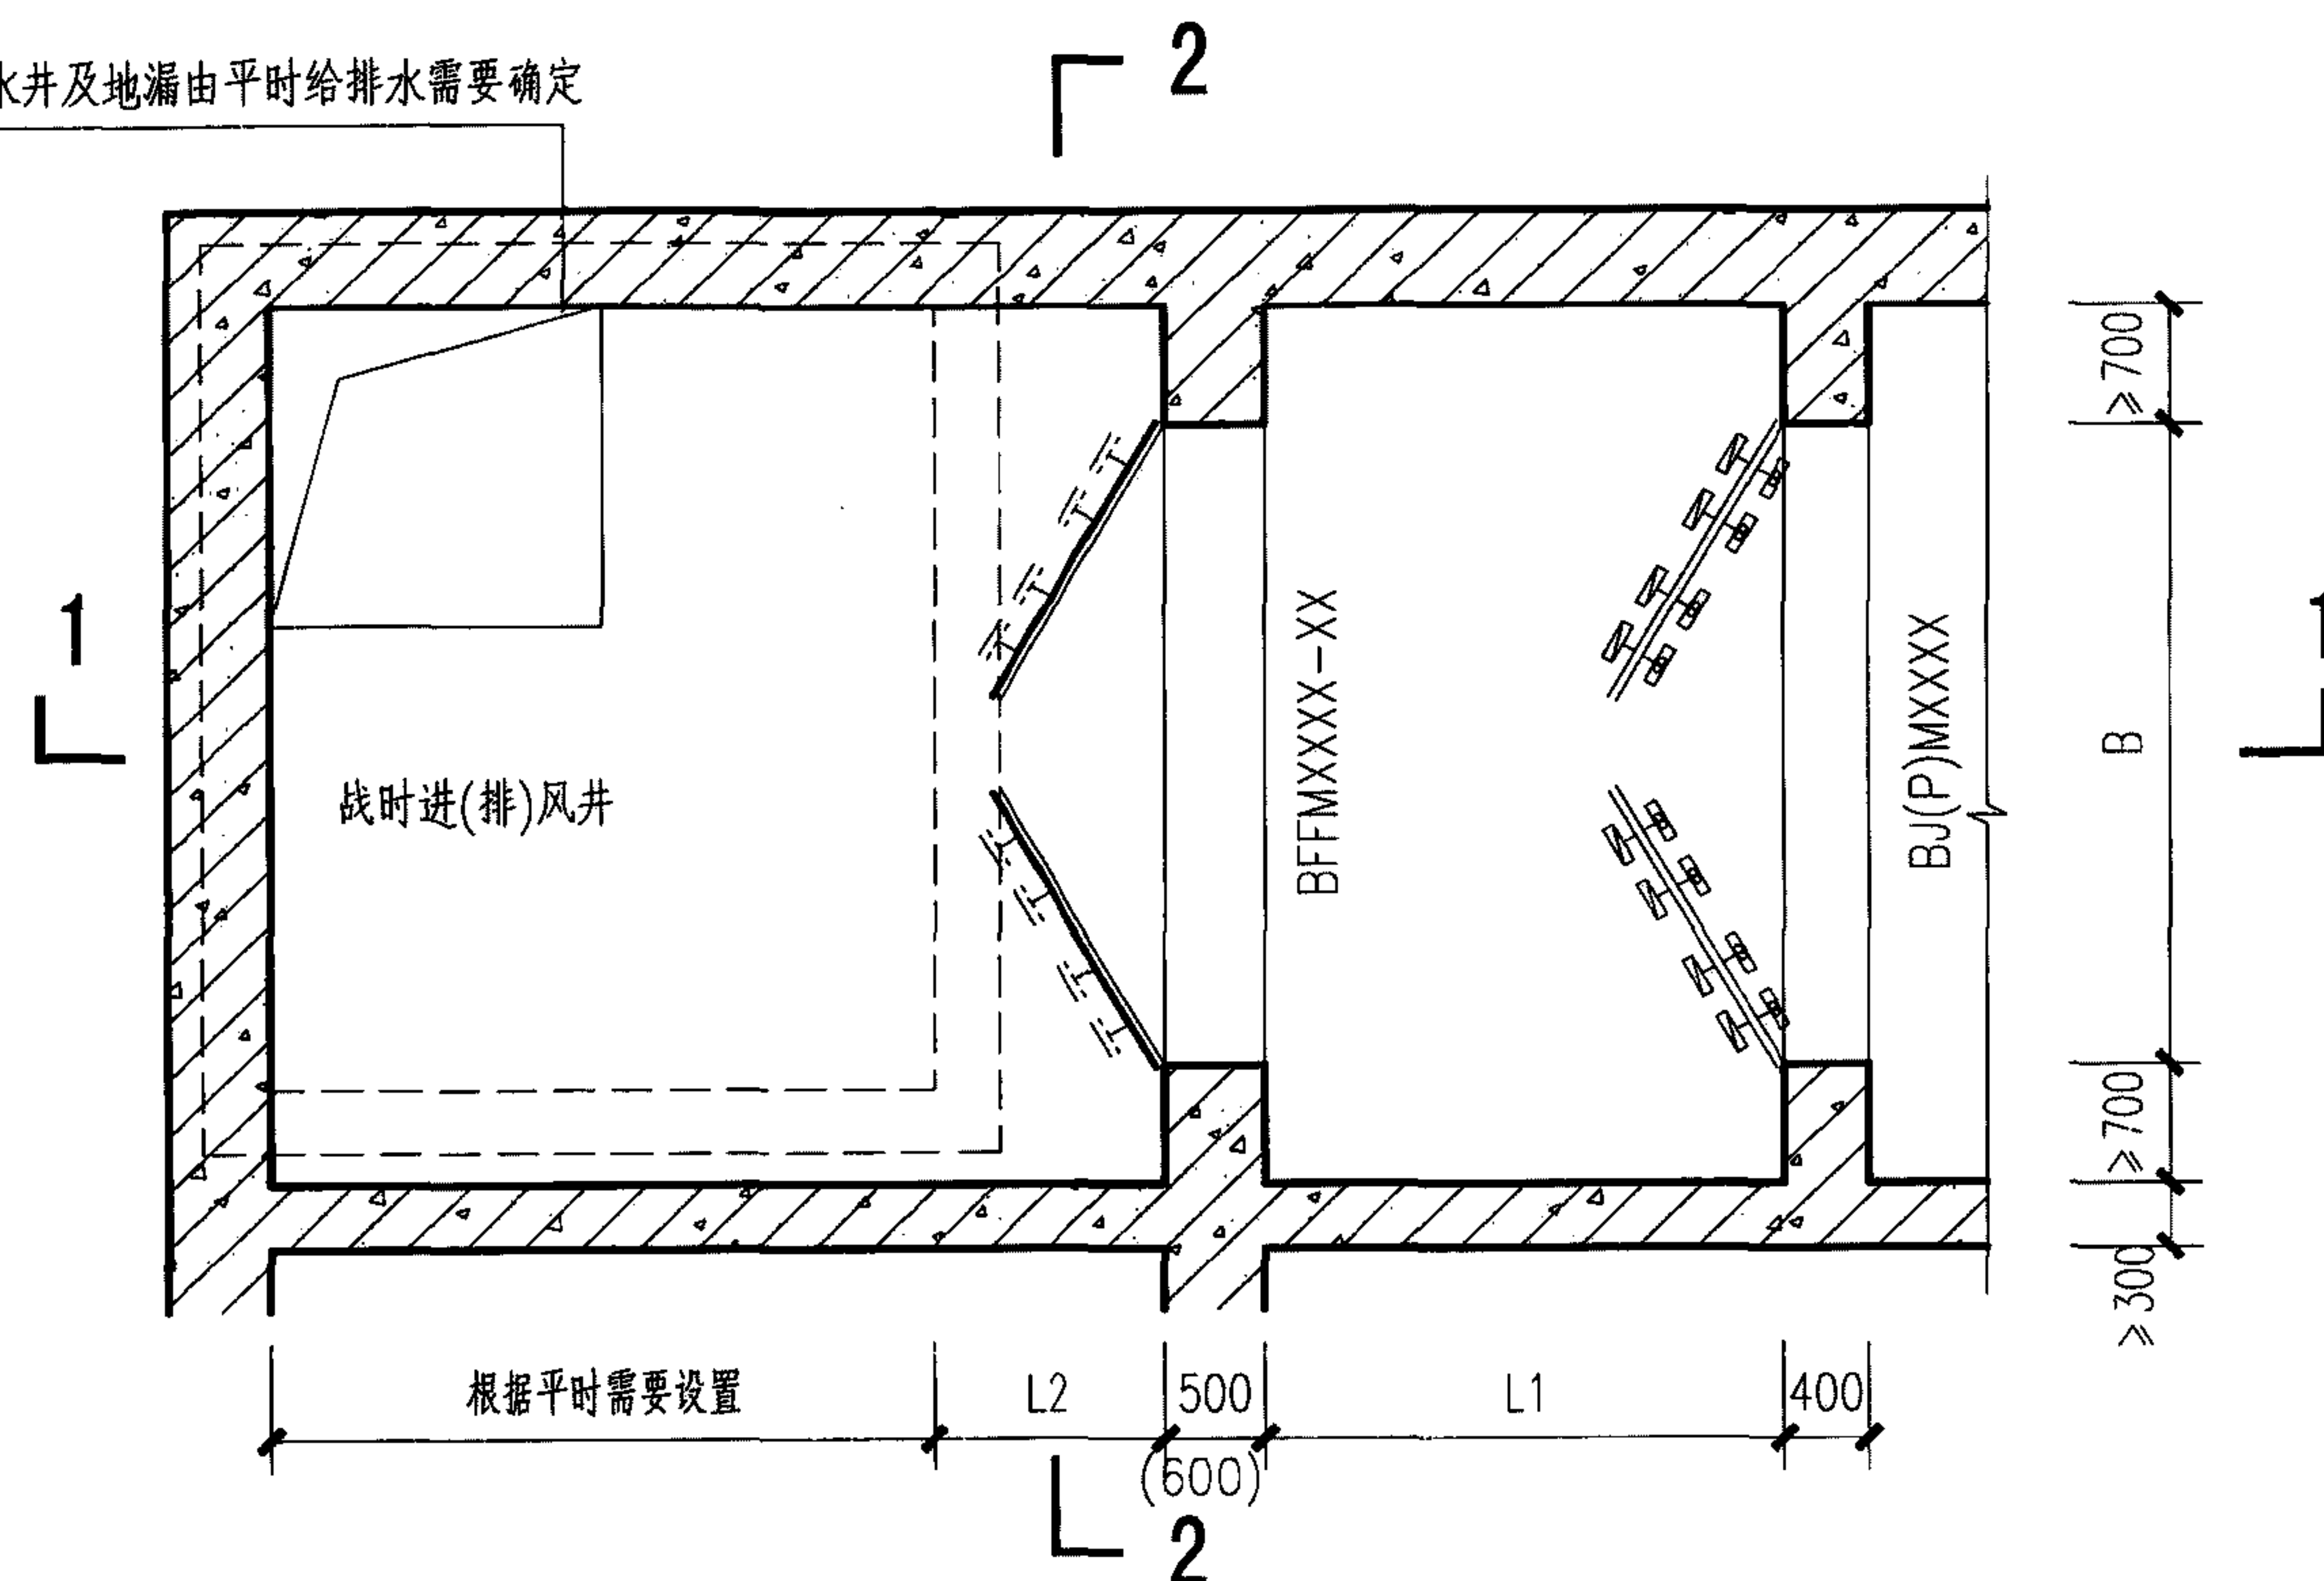 水井及地漏由平时给排水需要确定
2
≥700
1
1
BFFMXXXX-XX
BJ(P)MXXXX
B
战时进(排)风井
≥700
≥300
根据平时需要设置
L2
500
L1
400
(600)
2